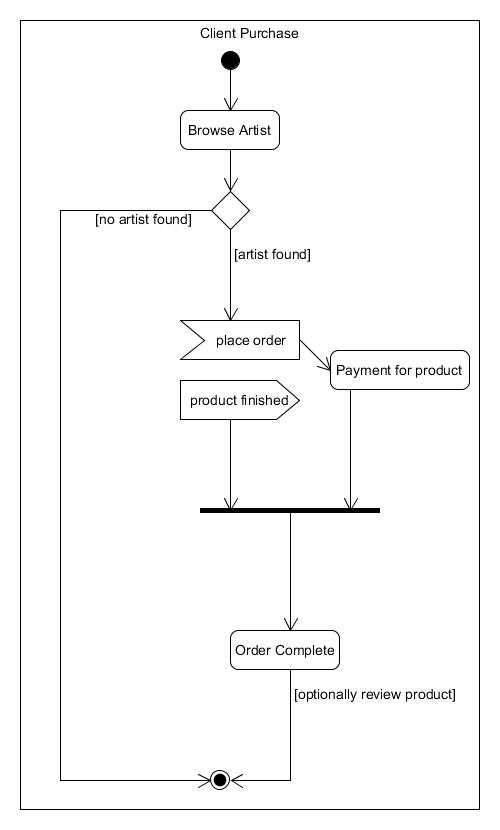 Client Purchase
Browse Artist
[no artist found]
[artist found]
place order
Payment for product
product finished
Order Complete
[optionally review product]